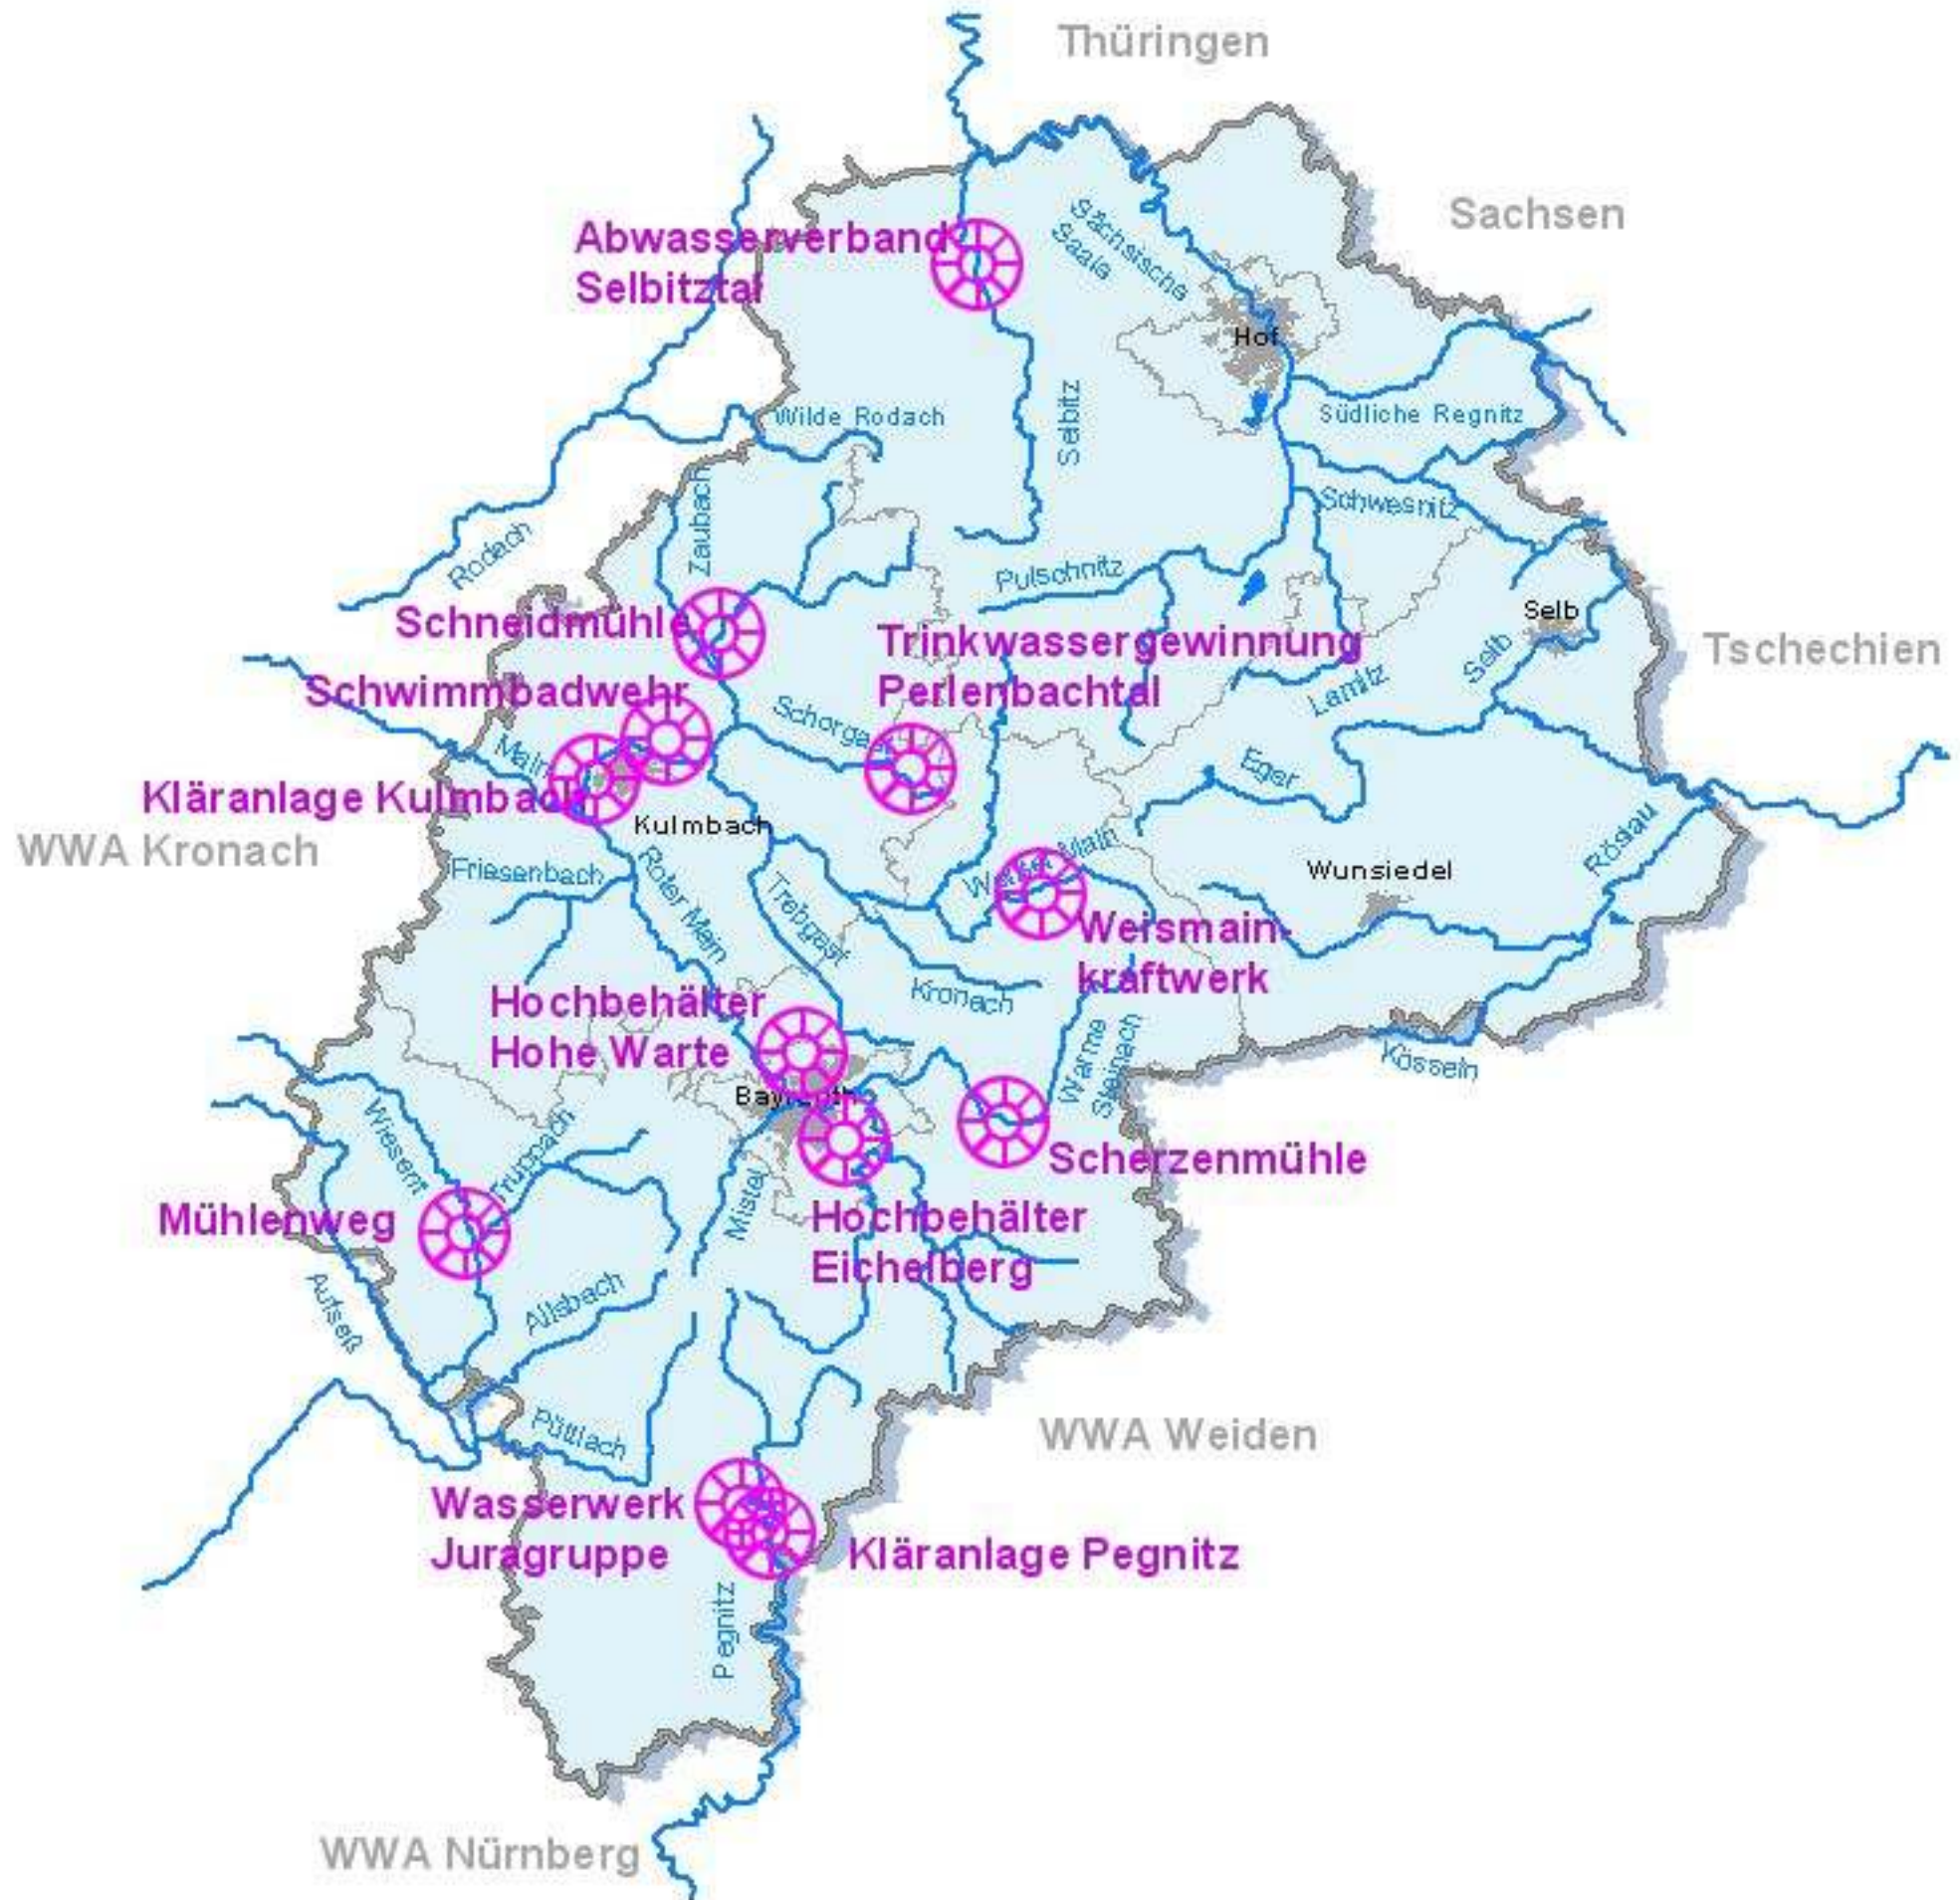 Thüringen
Sachsen
Abwasserverband
Selbitztal
Sächsische
Saale
Hof
Wilde Rodach
Selbitz
Südliche Regnitz
Zaubach
Schwesnitz
Rodach
Pulschnitz
Selb
Schneidmühle
Trinkwassergewinnung
Perlenbachtal
Tschechien
Selb
Schwimmbadwehr
Lamitz
Schorgast
Main
Eger
Kläranlage Kulmbach
Kulmbach
WWA Kronach
Rösau
Friesenbach
Roter Main
Trebgast
Weißer Main
Wunsiedel
Weismain-
kraftwerk
Kronach
Hochbehälter
Hohe Warte
Warme
Steinach
Kössein
Bayreuth
Wiesent
Truppach
Scherzenmühle
Mistel
Mühlenweg
Hochbehälter
Eichelberg
Aufseß
Ailsbach
Püttlach
WWA Weiden
Wasserwerk
Juragruppe
Kläranlage Pegnitz
Pegnitz
WWA Nürnberg